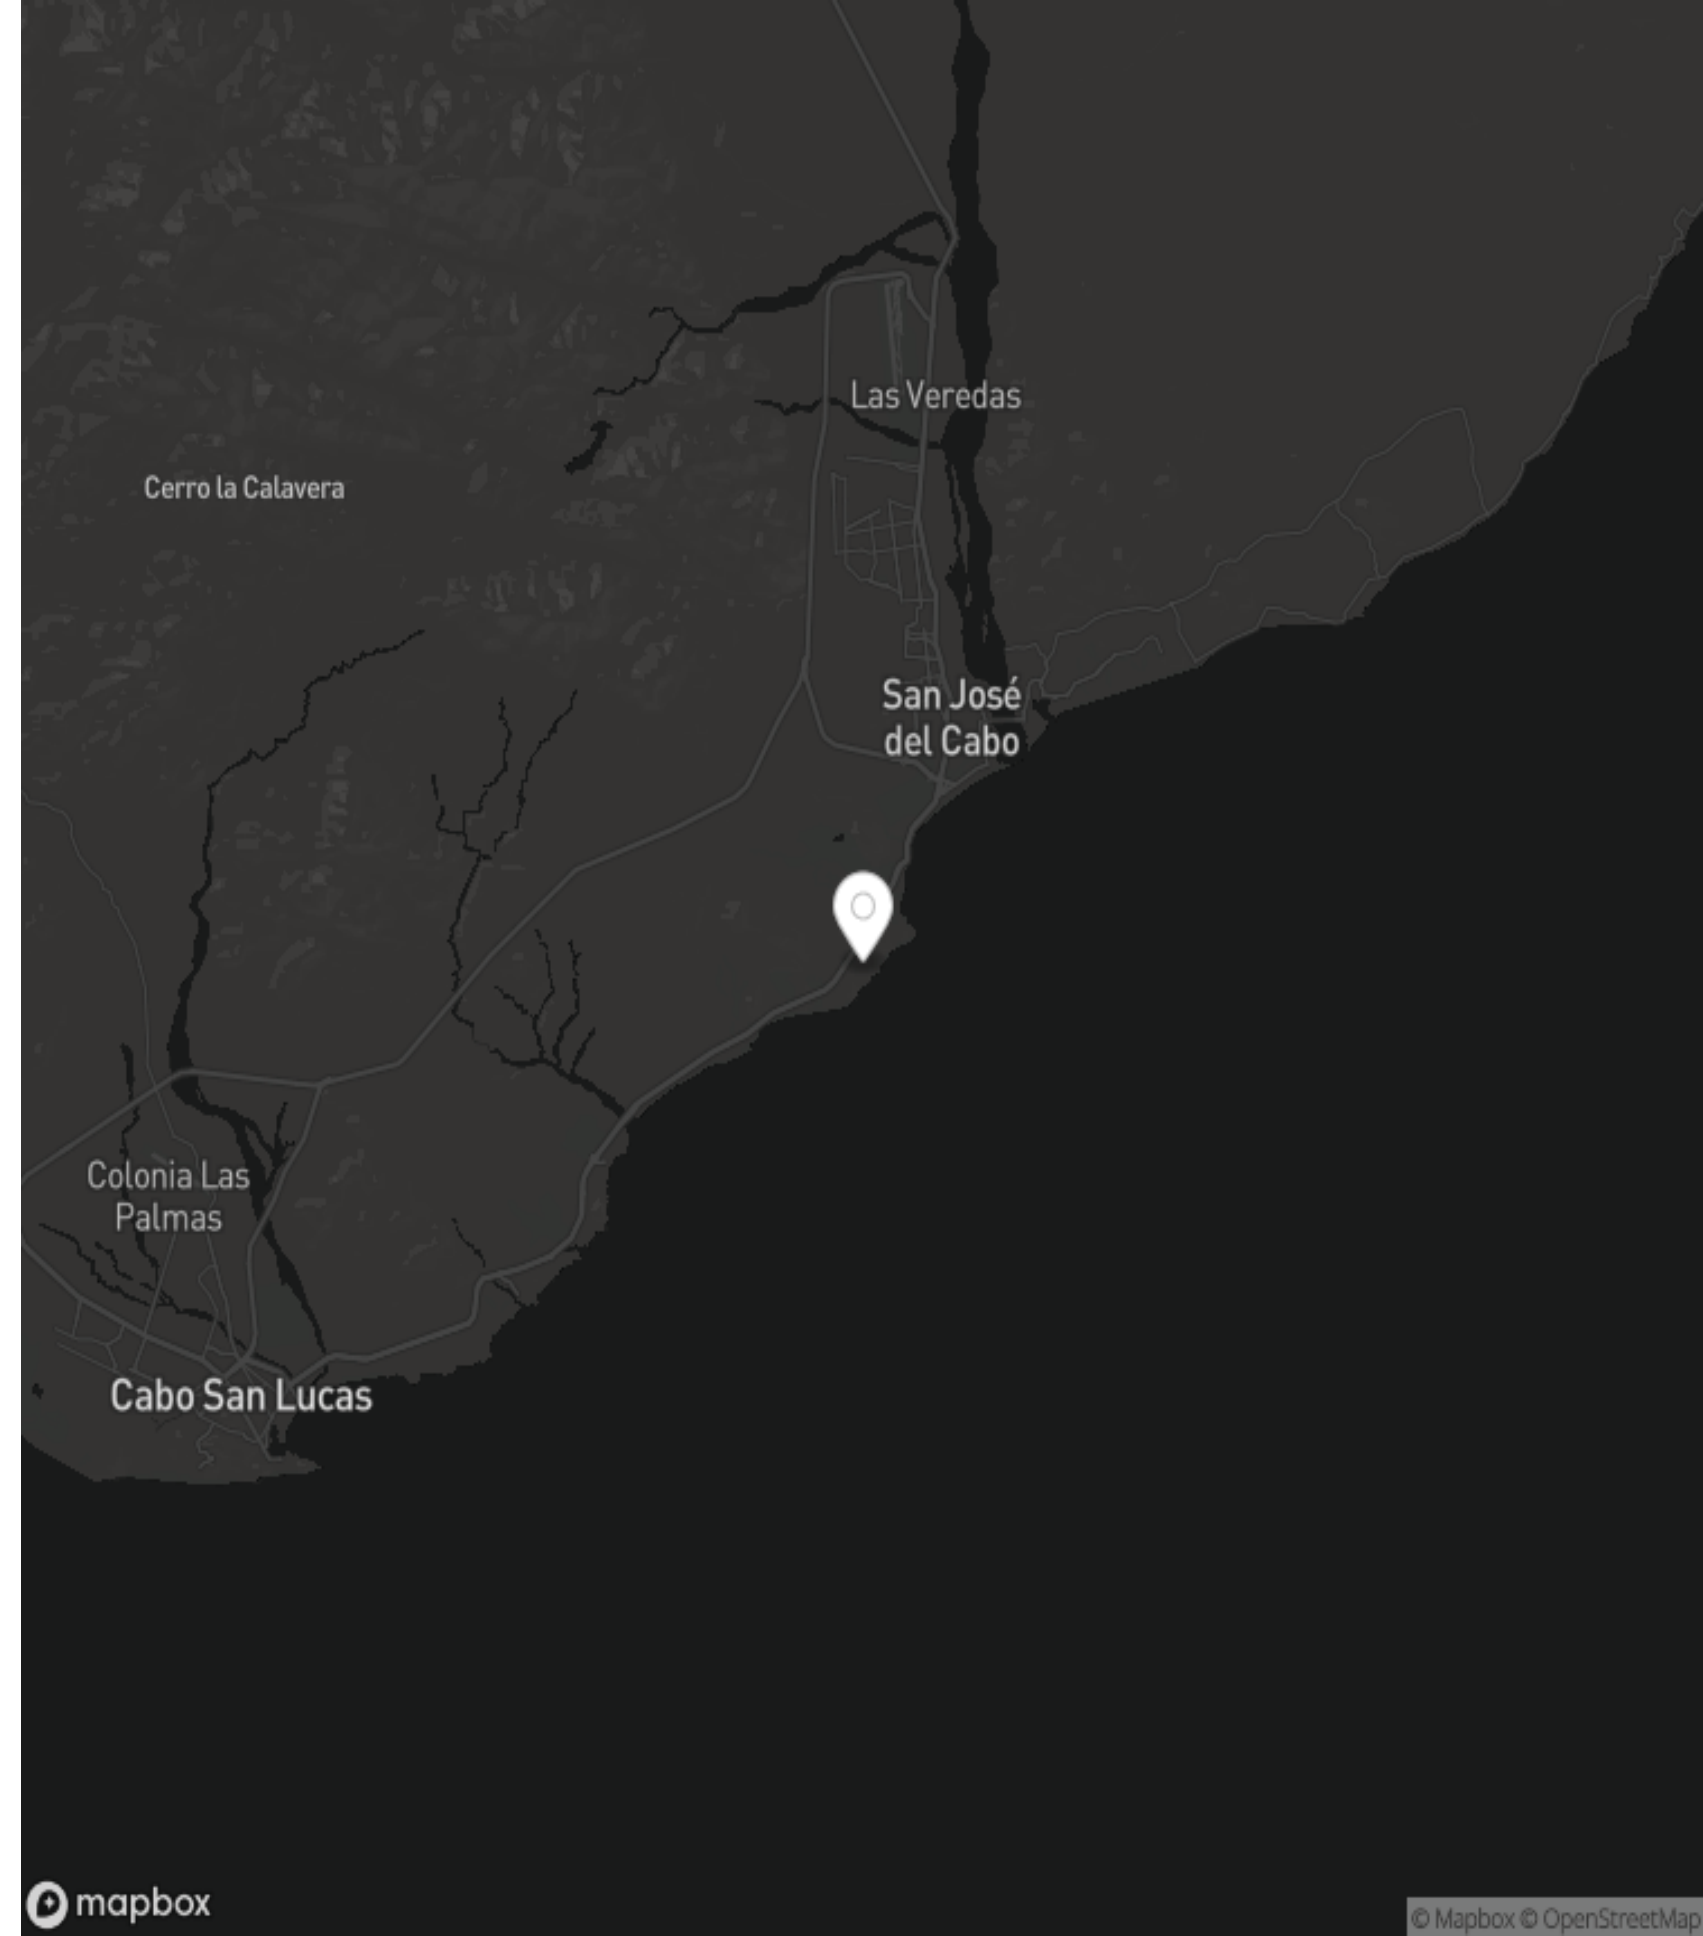 Las Veredas
Cerro la Calavera
San José
del Cabo
Colonia Las
Palmas
Cabo San Lucas
mapbox
© Mapbox © OpenStreetMap